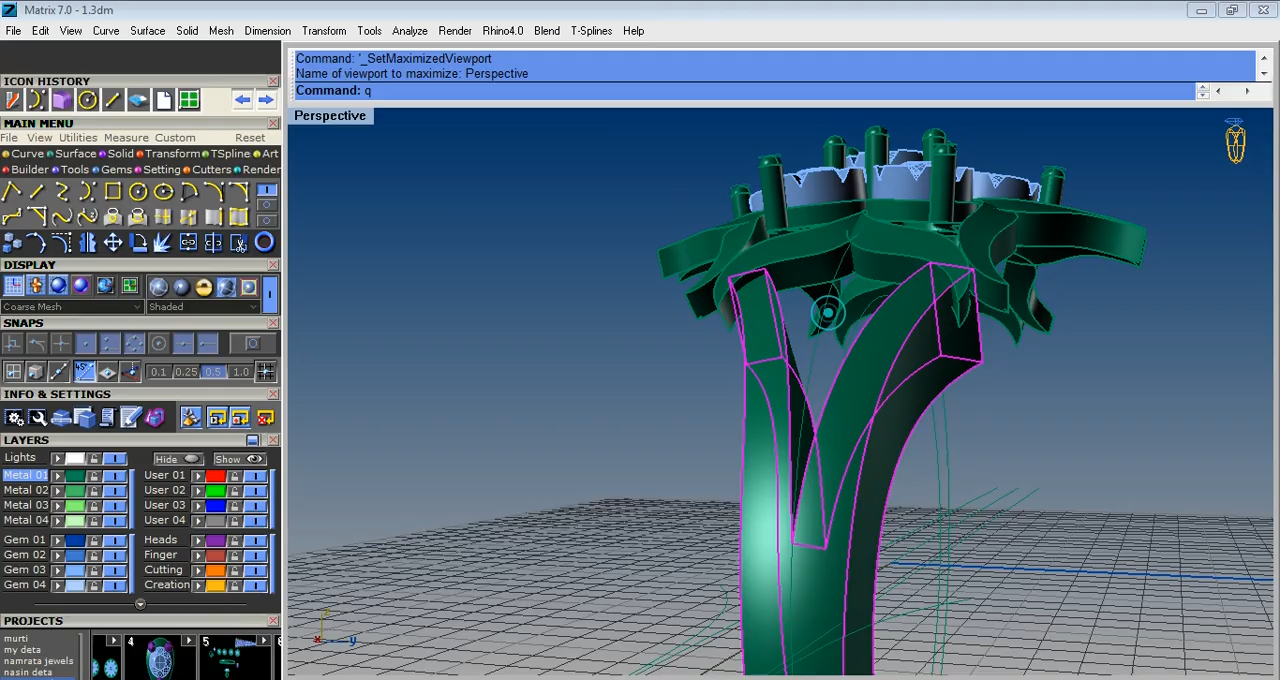 Matrix 7.0 - 1.3dm
File Edit View Curve Surface Solid Mesh Dimension Transform Tools Analyze Render Rhino4.0 Blend T-Splines Help
Command: '_SetMaximizedViewport
Name of viewport to maximize: Perspective
Command: q
Perspective
ICON HISTORY
MAIN MENU
File View Utilities Measure Custom Reset
Curve Surface Solid Transform TSpline Art
Builder Tools Gems Setting Cutters Render
DISPLAY
Coarse Mesh Shaded
SNAPS
45°
0.1 0.25 0.5 1.0
INFO & SETTINGS
LAYERS
Lights Hide Show
Metal 01 User 01
Metal 02 User 02
Metal 03 User 03
Metal 04 User 04
Gem 01 Heads
Gem 02 Finger
Gem 03 Cutting
Gem 04 Creation
PROJECTS
murti
my deta
namrata jewels
nasin deta
4 5
z
x y